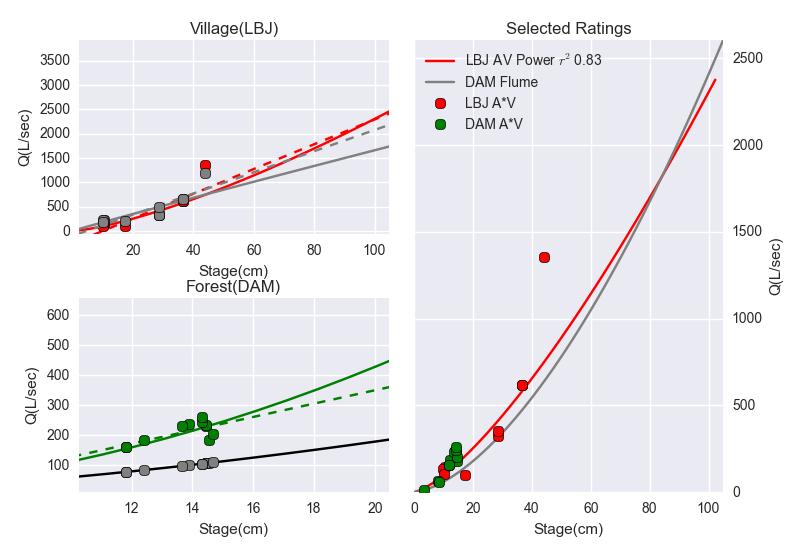 Village(LBJ)
3500
3000
2500
2000
1500
1000
500
0
Q(L/sec)
20
40
60
80
100
Stage(cm)
Forest(DAM)
600
500
400
300
200
100
Q(L/sec)
12
14
16
18
20
Stage(cm)
Selected Ratings
LBJ AV Power r² 0.83
DAM Flume
LBJ A*V
DAM A*V
2500
2000
1500
1000
500
0
Q(L/sec)
0
20
40
60
80
100
Stage(cm)